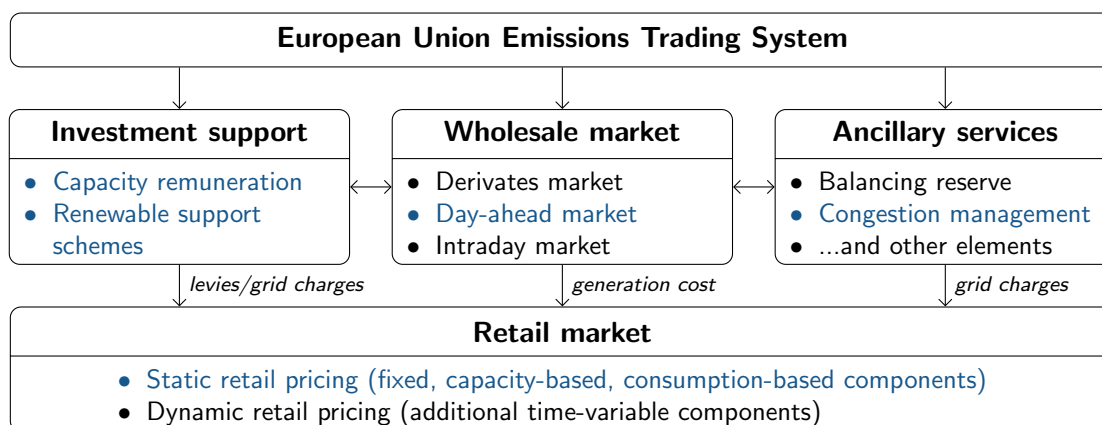 European Union Emissions Trading System
Investment support
• Capacity remuneration
• Renewable support
schemes
Wholesale market
• Derivates market
• Day-ahead market
• Intraday market
Ancillary services
• Balancing reserve
• Congestion management
• ...and other elements
levies/grid charges
generation cost
grid charges
Retail market
• Static retail pricing (fixed, capacity-based, consumption-based components)
• Dynamic retail pricing (additional time-variable components)